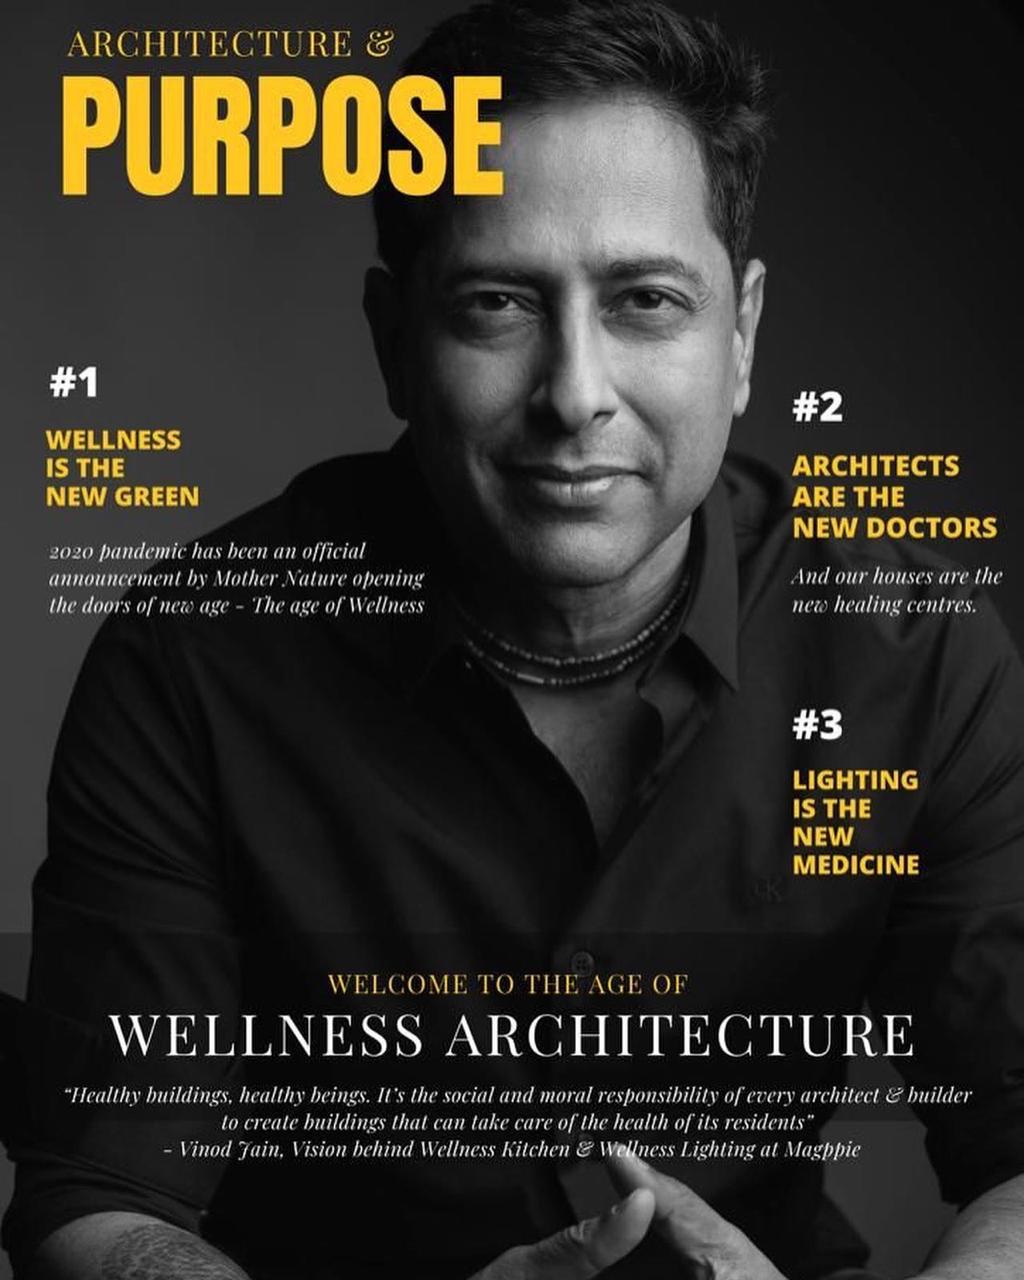 ARCHITECTURE &
PURPOSE
#1
WELLNESS
IS THE
NEW GREEN
2020 pandemic has been an official
announcement by Mother Nature opening
the doors of new age - The age of Wellness
#2
ARCHITECTS
ARE THE
NEW DOCTORS
And our houses are the
new healing centres.
#3
LIGHTING
IS THE
NEW
MEDICINE
WELCOME TO THE AGE OF
WELLNESS ARCHITECTURE
“Healthy buildings, healthy beings. It’s the social and moral responsibility of every architect & builder
to create buildings that can take care of the health of its residents”
- Vinod Jain, Vision behind Wellness Kitchen & Wellness Lighting at Magppie